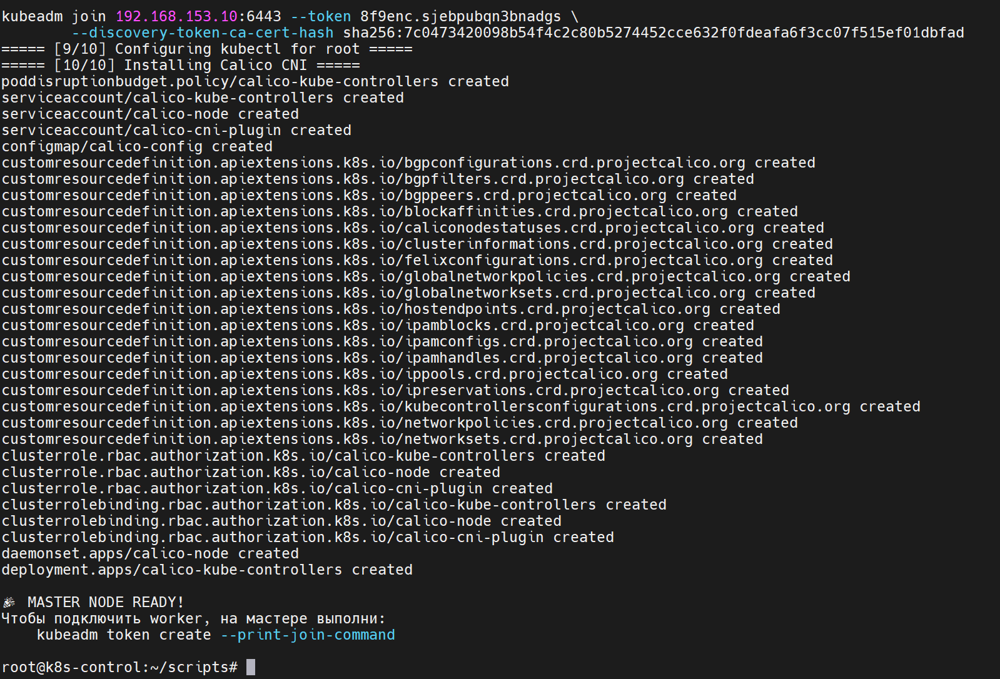 kubeadm join 192.168.153.10:6443 --token 8f9enc.sjebpubqn3bnadgs \
        --discovery-token-ca-cert-hash sha256:7c0473420098b54f4c2c80b5274452cce632f0fdeafa6f3cc07f515ef01dbfad
===== [9/10] Configuring kubectl for root =====
===== [10/10] Installing Calico CNI =====
poddisruptionbudget.policy/calico-kube-controllers created
serviceaccount/calico-kube-controllers created
serviceaccount/calico-node created
serviceaccount/calico-cni-plugin created
configmap/calico-config created
customresourcedefinition.apiextensions.k8s.io/bgpconfigurations.crd.projectcalico.org created
customresourcedefinition.apiextensions.k8s.io/bgpfilters.crd.projectcalico.org created
customresourcedefinition.apiextensions.k8s.io/bgppeers.crd.projectcalico.org created
customresourcedefinition.apiextensions.k8s.io/blockaffinities.crd.projectcalico.org created
customresourcedefinition.apiextensions.k8s.io/caliconodestatuses.crd.projectcalico.org created
customresourcedefinition.apiextensions.k8s.io/clusterinformations.crd.projectcalico.org created
customresourcedefinition.apiextensions.k8s.io/felixconfigurations.crd.projectcalico.org created
customresourcedefinition.apiextensions.k8s.io/globalnetworkpolicies.crd.projectcalico.org created
customresourcedefinition.apiextensions.k8s.io/globalnetworksets.crd.projectcalico.org created
customresourcedefinition.apiextensions.k8s.io/hostendpoints.crd.projectcalico.org created
customresourcedefinition.apiextensions.k8s.io/ipamblocks.crd.projectcalico.org created
customresourcedefinition.apiextensions.k8s.io/ipamconfigs.crd.projectcalico.org created
customresourcedefinition.apiextensions.k8s.io/ipamhandles.crd.projectcalico.org created
customresourcedefinition.apiextensions.k8s.io/ippools.crd.projectcalico.org created
customresourcedefinition.apiextensions.k8s.io/ipreservations.crd.projectcalico.org created
customresourcedefinition.apiextensions.k8s.io/kubecontrollersconfigurations.crd.projectcalico.org created
customresourcedefinition.apiextensions.k8s.io/networkpolicies.crd.projectcalico.org created
customresourcedefinition.apiextensions.k8s.io/networksets.crd.projectcalico.org created
clusterrole.rbac.authorization.k8s.io/calico-kube-controllers created
clusterrole.rbac.authorization.k8s.io/calico-node created
clusterrole.rbac.authorization.k8s.io/calico-cni-plugin created
clusterrolebinding.rbac.authorization.k8s.io/calico-kube-controllers created
clusterrolebinding.rbac.authorization.k8s.io/calico-node created
clusterrolebinding.rbac.authorization.k8s.io/calico-cni-plugin created
daemonset.apps/calico-node created
deployment.apps/calico-kube-controllers created
🎉 MASTER NODE READY!
Чтобы подключить worker, на мастере выполни:
    kubeadm token create --print-join-command
root@k8s-control:~/scripts#